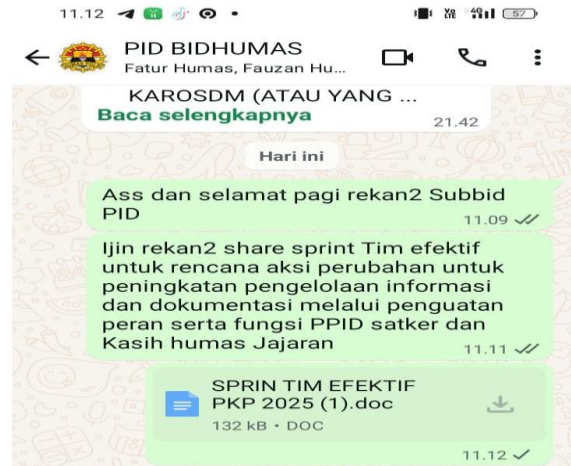 11.12
57
PID BIDHUMAS
Fatur Humas, Fauzan Hu...
KAROSDM (ATAU YANG ...
Baca selengkapnya
21.42
Hari ini
Ass dan selamat pagi rekan2 Subbid
PID
11.09
Ijin rekan2 share sprint Tim efektif
untuk rencana aksi perubahan untuk
peningkatan pengelolaan informasi
dan dokumentasi melalui penguatan
peran serta fungsi PPID satker dan
Kasih humas Jajaran
11.11
SPRIN TIM EFEKTIF
PKP 2025 (1).doc
132 kB • DOC
11.12